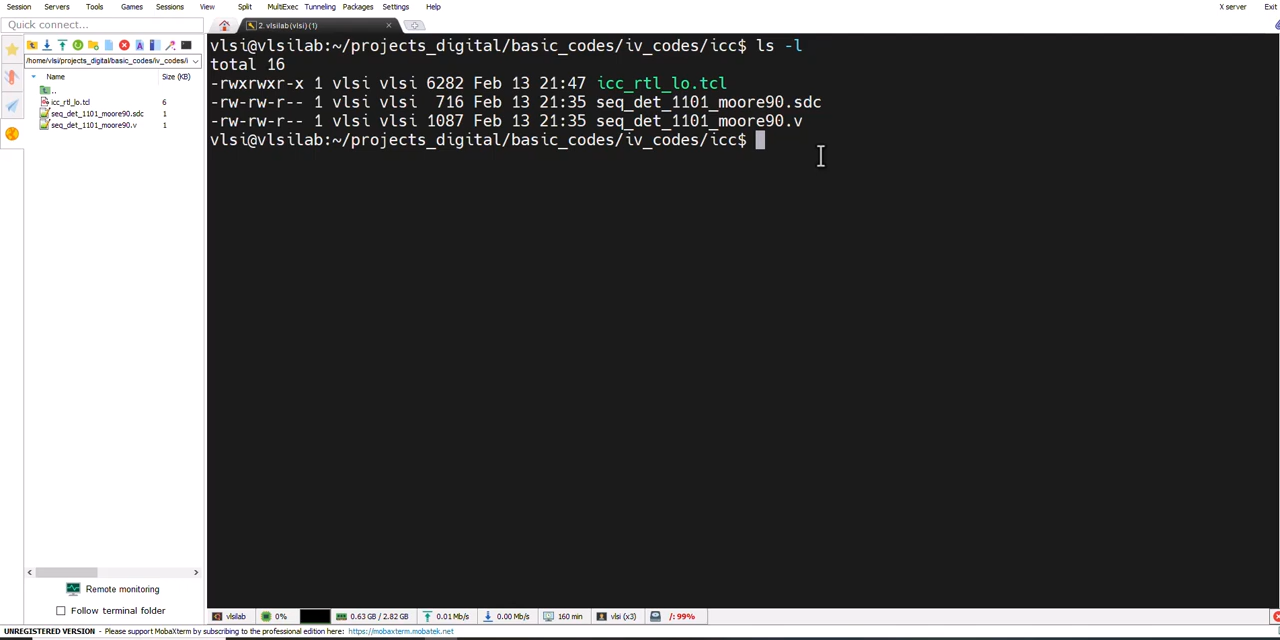 Session Servers Tools Games Sessions View Split MultiExec Tunneling Packages Settings Help X server Exit
Quick connect...
2. vlsilab (vlsi) (1)
/home/vlsi/projects_digital/basic_codes/iv_codes/i
Name Size (KB)
..
icc_rtl_lo.tcl 6
seq_det_1101_moore90.sdc 1
seq_det_1101_moore90.v 1
vlsi@vlsilab:~/projects_digital/basic_codes/iv_codes/icc$ ls -l
total 16
-rwxrwxr-x 1 vlsi vlsi 6282 Feb 13 21:47 icc_rtl_lo.tcl
-rw-rw-r-- 1 vlsi vlsi  716 Feb 13 21:35 seq_det_1101_moore90.sdc
-rw-rw-r-- 1 vlsi vlsi 1087 Feb 13 21:35 seq_det_1101_moore90.v
vlsi@vlsilab:~/projects_digital/basic_codes/iv_codes/icc$
Remote monitoring
Follow terminal folder
vlsilab 0% 0.63 GB / 2.82 GB 0.01 Mb/s 0.00 Mb/s 160 min vlsi (x3) /: 99%
UNREGISTERED VERSION - Please support MobaXterm by subscribing to the professional edition here: https://mobaxterm.mobatek.net